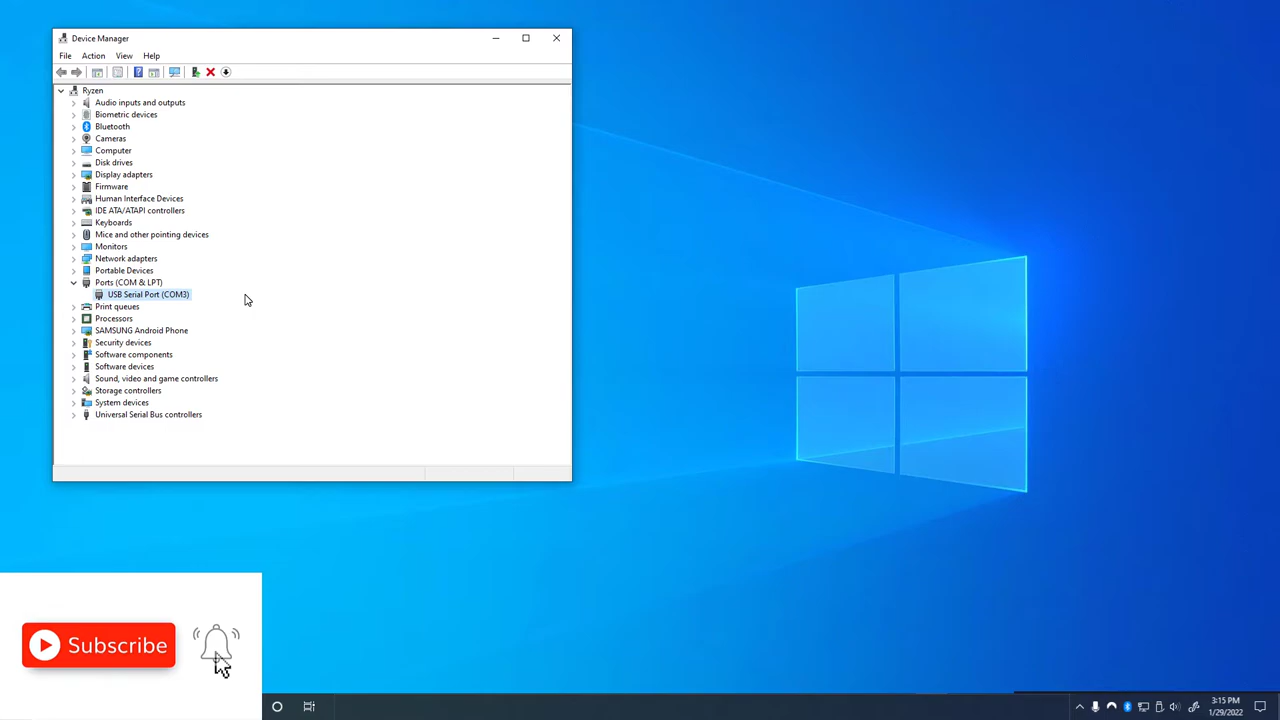 Device Manager
File Action View Help
Ryzen
Audio inputs and outputs
Biometric devices
Bluetooth
Cameras
Computer
Disk drives
Display adapters
Firmware
Human Interface Devices
IDE ATA/ATAPI controllers
Keyboards
Mice and other pointing devices
Monitors
Network adapters
Portable Devices
Ports (COM & LPT)
USB Serial Port (COM3)
Print queues
Processors
SAMSUNG Android Phone
Security devices
Software components
Software devices
Sound, video and game controllers
Storage controllers
System devices
Universal Serial Bus controllers
Subscribe
3:15 PM
1/29/2022